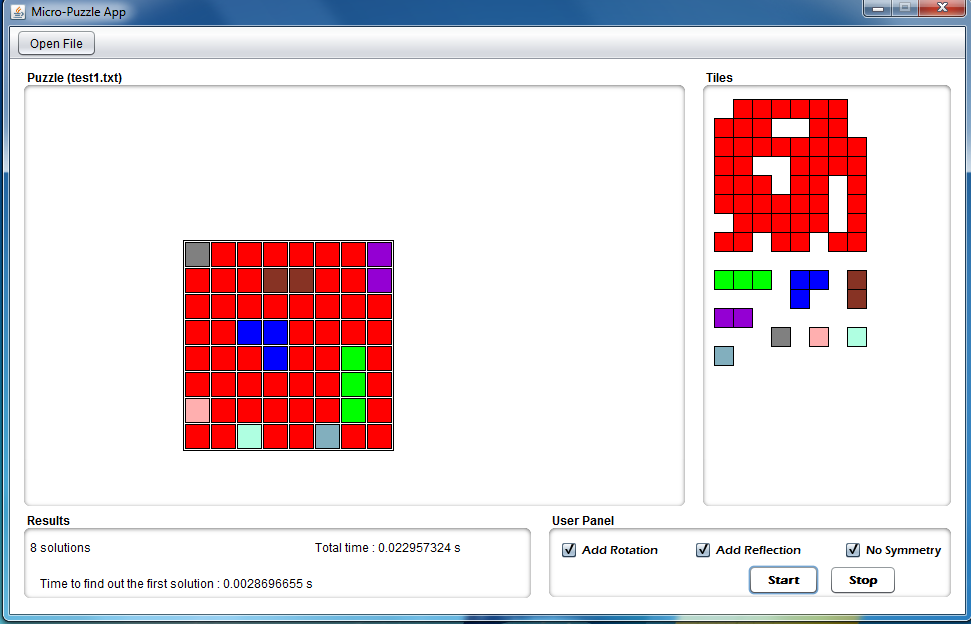 Micro-Puzzle App
Open File
Puzzle (test1.txt)
Tiles
Results
8 solutions
Total time : 0.022957324 s
Time to find out the first solution : 0.0028696655 s
User Panel
Add Rotation
Add Reflection
No Symmetry
Start
Stop